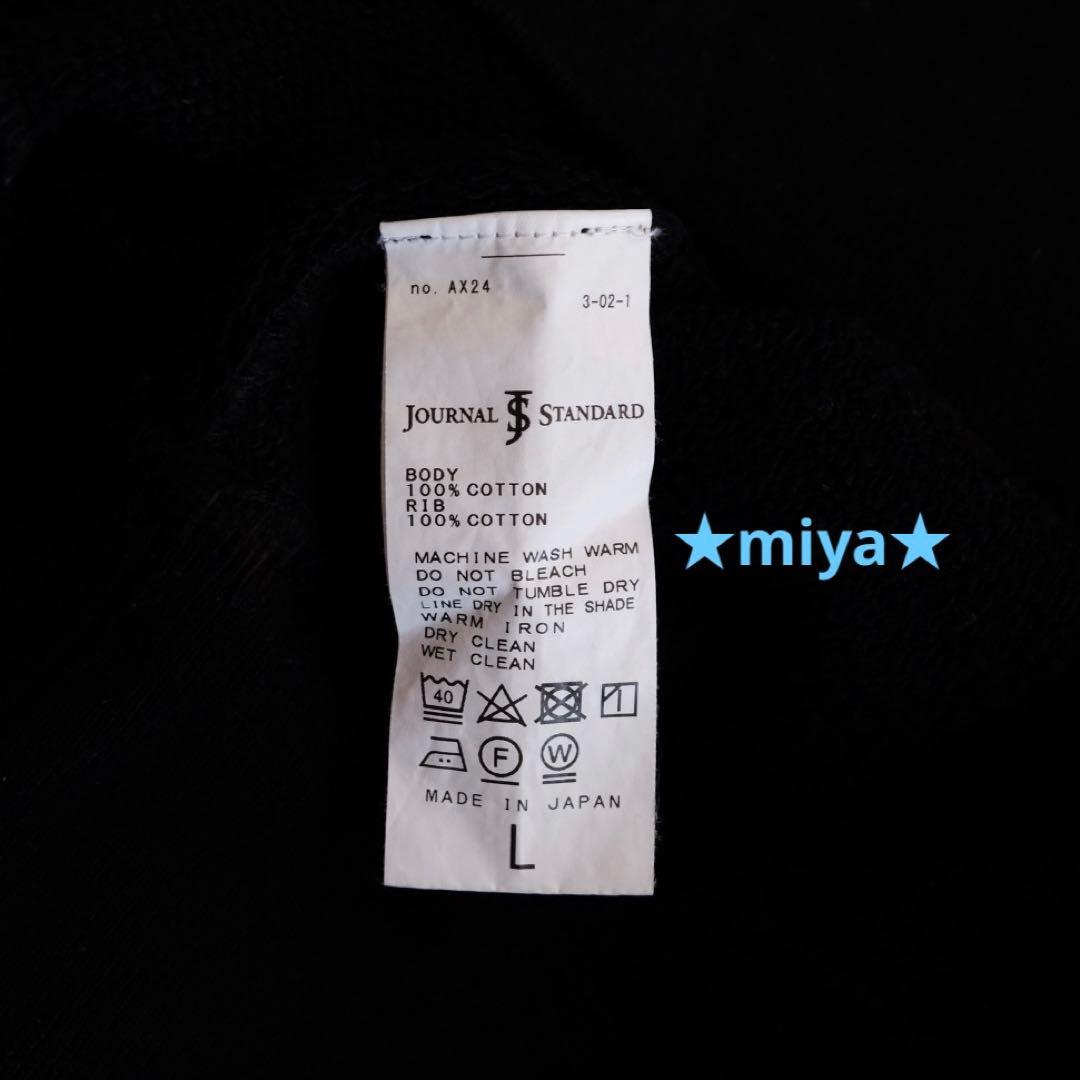 no. AX24
3-02-1
JOURNAL JS STANDARD
BODY
100% COTTON
RIB
100% COTTON
★miya★
MACHINE WASH WARM
DO NOT BLEACH
DO NOT TUMBLE DRY
LINE DRY IN THE SHADE
WARM IRON
DRY CLEAN
WET CLEAN
40
F W
MADE IN JAPAN
L